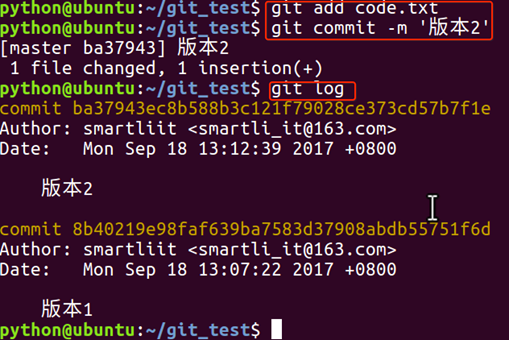 python@ubuntu:~/git_test$ git add code.txt
python@ubuntu:~/git_test$ git commit -m '版本2'
[master ba37943] 版本2
 1 file changed, 1 insertion(+)
python@ubuntu:~/git_test$ git log
commit ba37943ec8b588b3c121f79028ce373cd57b7f1e
Author: smartliit <smartli_it@163.com>
Date:   Mon Sep 18 13:12:39 2017 +0800
    版本2
commit 8b40219e98faf639ba7583d37908abdb55751f6d
Author: smartliit <smartli_it@163.com>
Date:   Mon Sep 18 13:07:22 2017 +0800
    版本1
python@ubuntu:~/git_test$